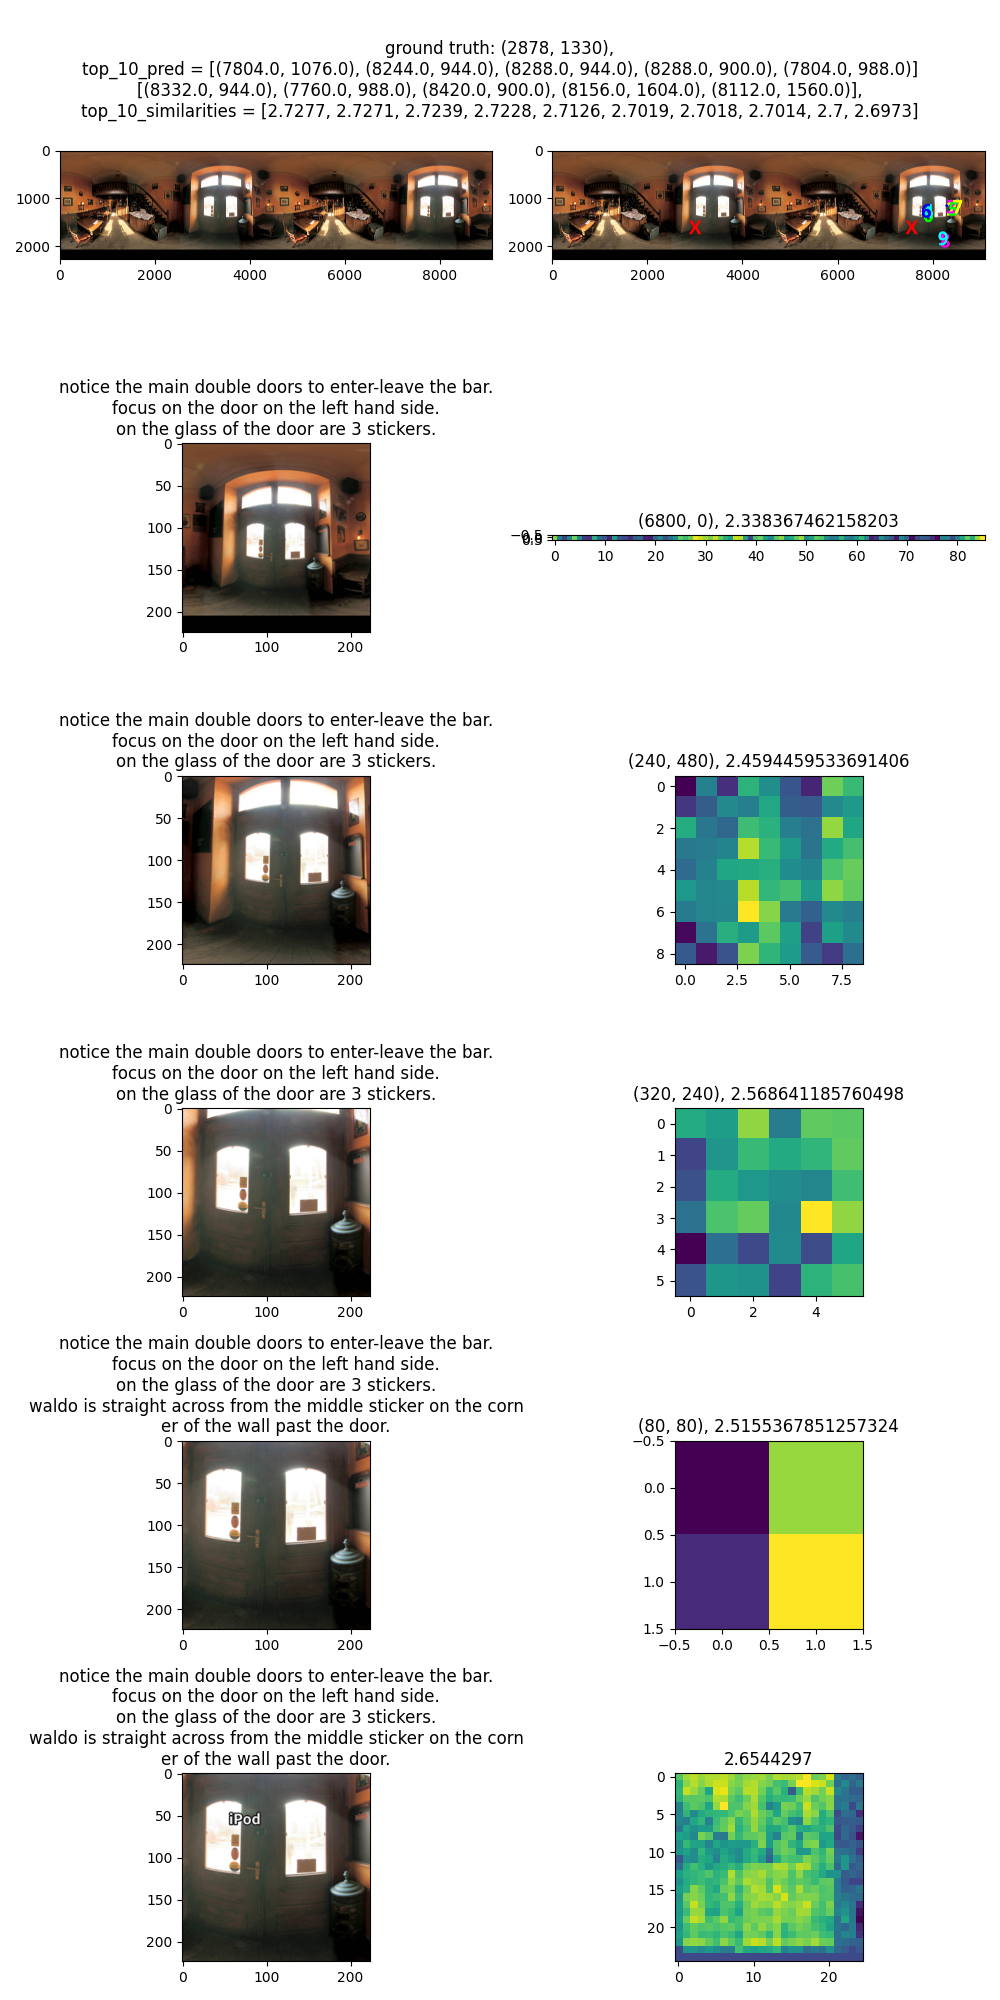 ground truth: (2878, 1330),
top_10_pred = [(7804.0, 1076.0), (8244.0, 944.0), (8288.0, 944.0), (8288.0, 900.0), (7804.0, 988.0)]
[(8332.0, 944.0), (7760.0, 988.0), (8420.0, 900.0), (8156.0, 1604.0), (8112.0, 1560.0)],
top_10_similarities = [2.7277, 2.7271, 2.7239, 2.7228, 2.7126, 2.7019, 2.7018, 2.7014, 2.7, 2.6973]
0
1000
2000
0 2000 4000 6000 8000
0
1000
2000
X X 6 7 9
0 2000 4000 6000 8000
notice the main double doors to enter-leave the bar.
focus on the door on the left hand side.
on the glass of the door are 3 stickers.
0
50
100
150
200
0 100 200
(6800, 0), 2.338367462158203
0 10 20 30 40 50 60 70 80
notice the main double doors to enter-leave the bar.
focus on the door on the left hand side.
on the glass of the door are 3 stickers.
0
50
100
150
200
0 100 200
(240, 480), 2.4594459533691406
0
2
4
6
8
0.0 2.5 5.0 7.5
notice the main double doors to enter-leave the bar.
focus on the door on the left hand side.
on the glass of the door are 3 stickers.
0
50
100
150
200
0 100 200
(320, 240), 2.568641185760498
0
1
2
3
4
5
0 2 4
notice the main double doors to enter-leave the bar.
focus on the door on the left hand side.
on the glass of the door are 3 stickers.
waldo is straight across from the middle sticker on the corn
er of the wall past the door.
0
50
100
150
200
0 100 200
(80, 80), 2.5155367851257324
−0.5
0.0
0.5
1.0
1.5
−0.5 0.0 0.5 1.0 1.5
notice the main double doors to enter-leave the bar.
focus on the door on the left hand side.
on the glass of the door are 3 stickers.
waldo is straight across from the middle sticker on the corn
er of the wall past the door.
0
50
100
150
200
iPod
0 100 200
2.6544297
0
5
10
15
20
0 10 20